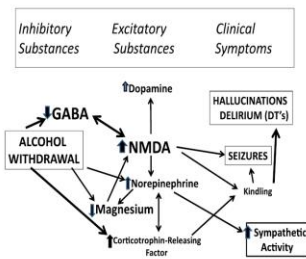 Inhibitory Substances
Excitatory Substances
Clinical Symptoms
Dopamine
GABA
HALLUCINATIONS
DELIRIUM (DT's)
ALCOHOL
WITHDRAWAL
NMDA
SEIZURES
Norepinephrine
Kindling
Magnesium
Sympathetic
Activity
Corticotrophin-Releasing
Factor